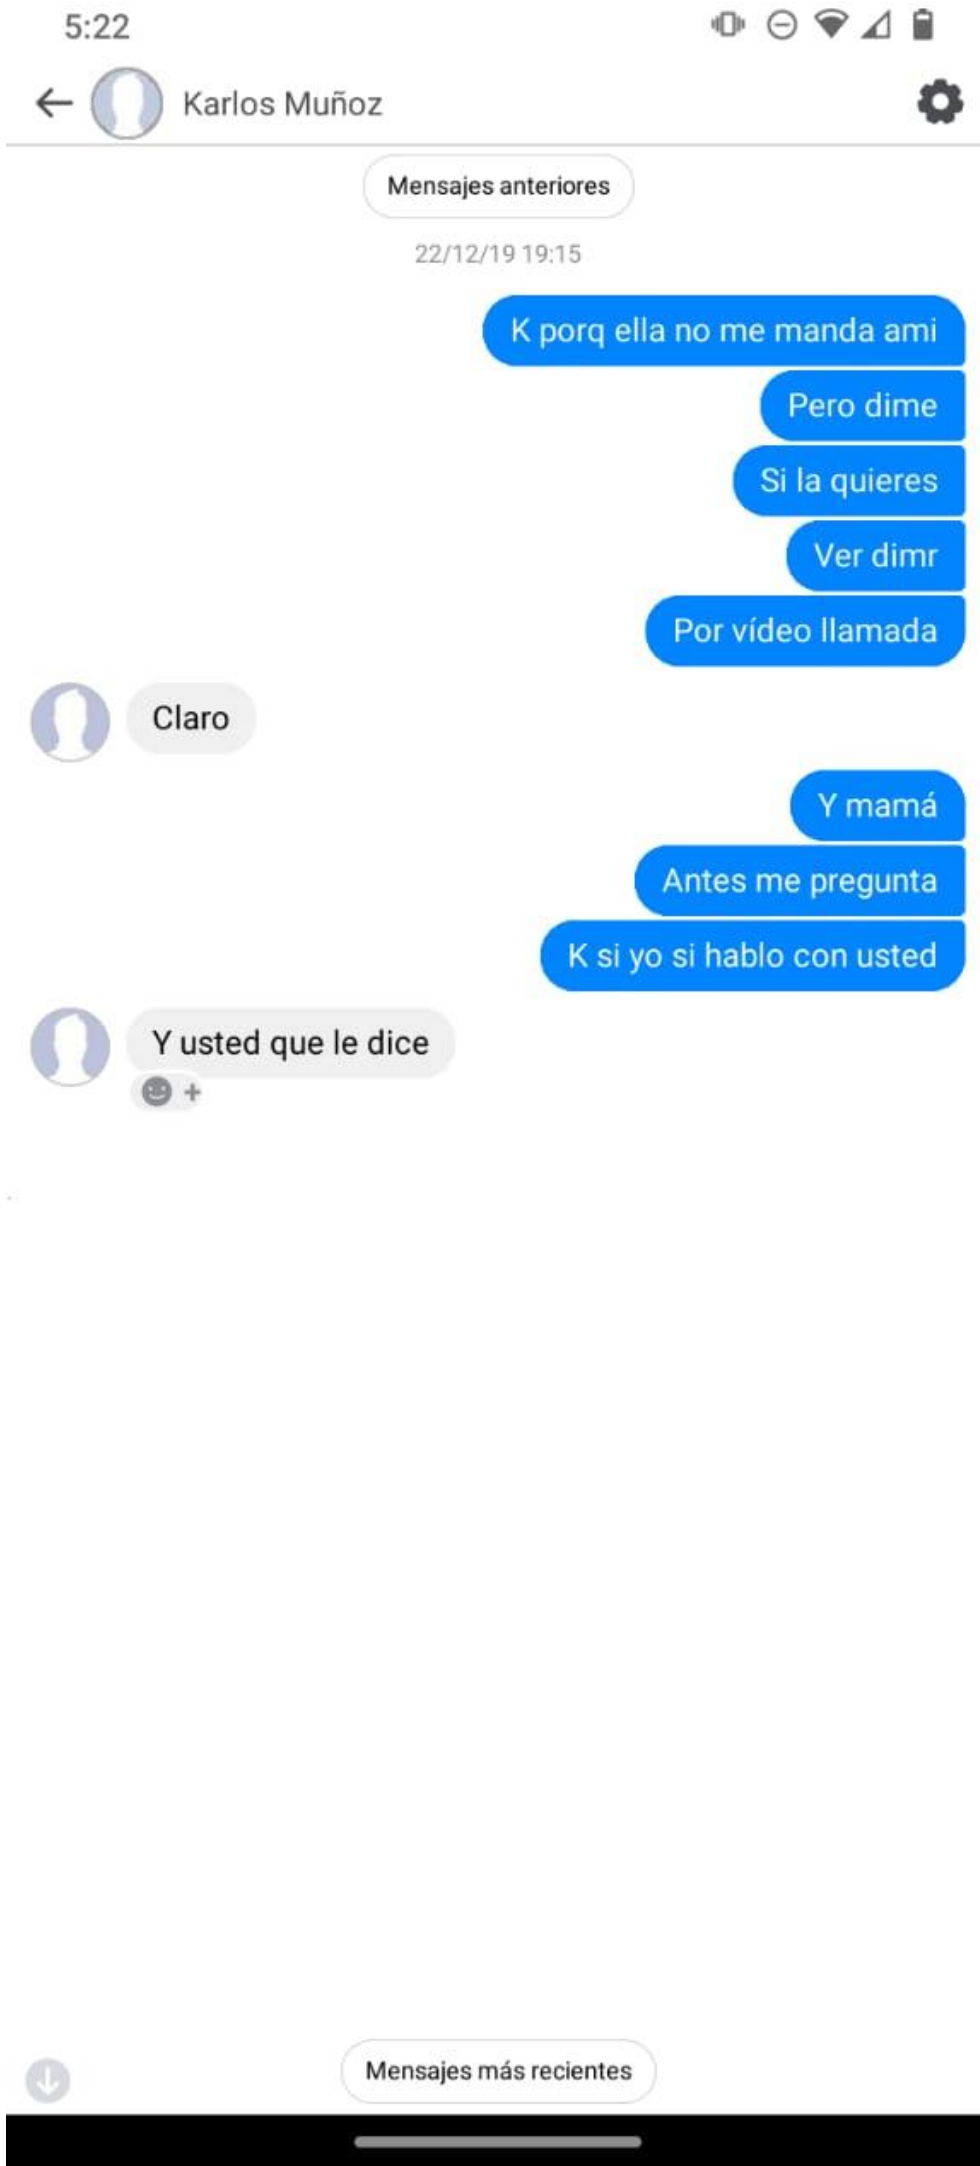 5:22
Karlos Muñoz
Mensajes anteriores
22/12/19 19:15
K porq ella no me manda ami
Pero dime
Si la quieres
Ver dimr
Por vídeo llamada
Claro
Y mamá
Antes me pregunta
K si yo si hablo con usted
Y usted que le dice
Mensajes más recientes